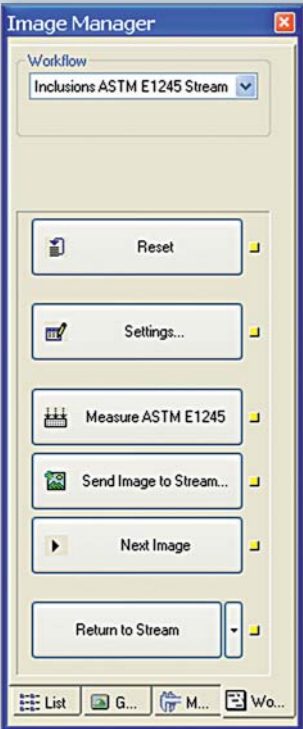 Image Manager
Workflow
Inclusions ASTM E1245 Stream
Reset
Settings...
Measure ASTM E1245
Send Image to Stream...
Next Image
Return to Stream
List G... M... Wo...